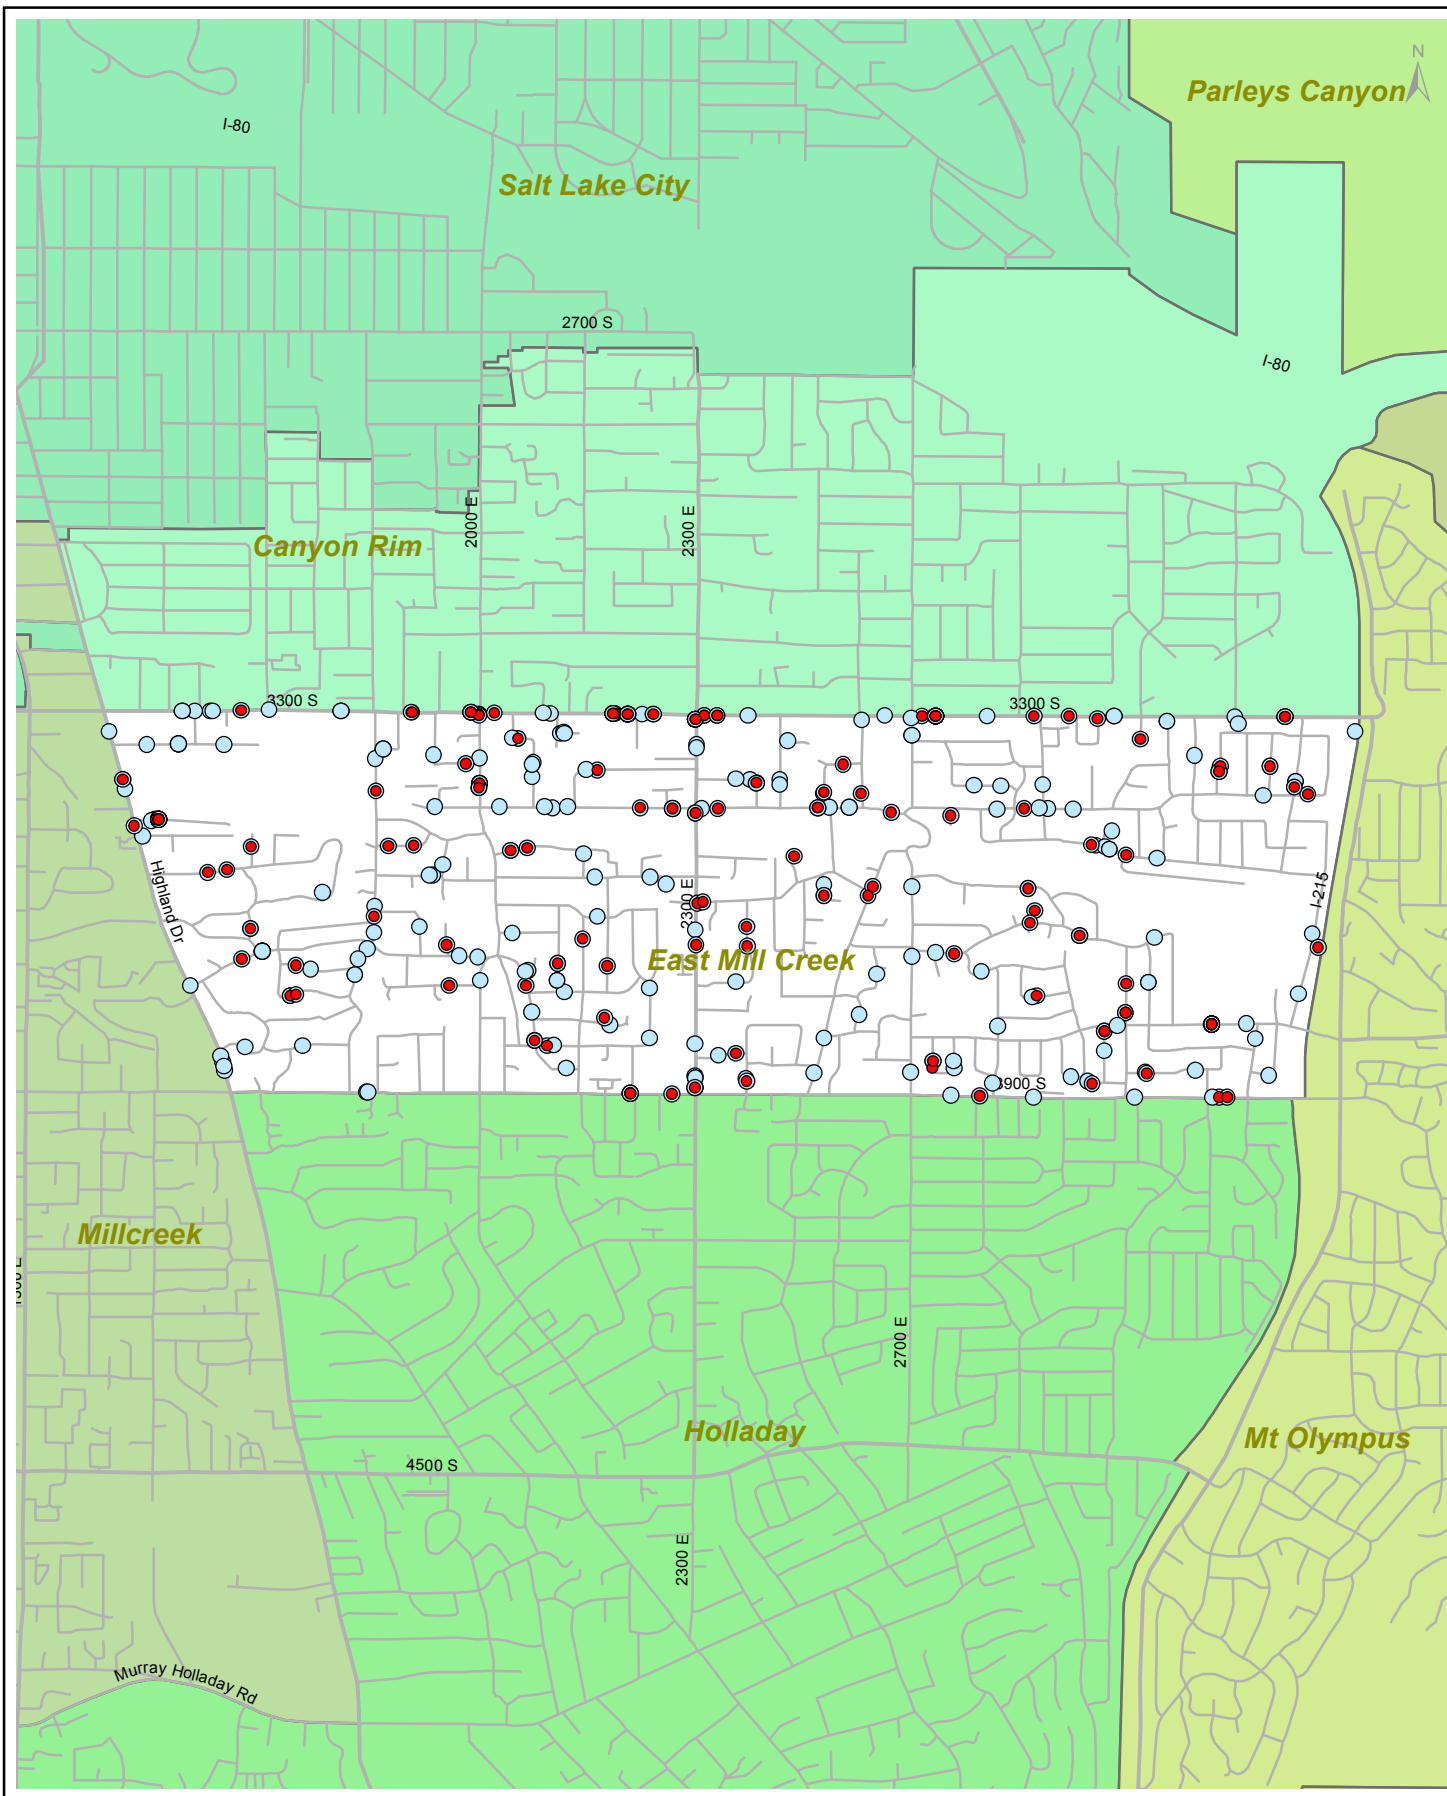 N
Parleys Canyon
I-80
Salt Lake City
2700 S
I-80
2000 E
2300 E
Canyon Rim
3300 S
3300 S
Highland Dr
2300 E
I-215
East Mill Creek
3900 S
Millcreek
2700 E
Holladay
Mt Olympus
4500 S
2300 E
Murray Holladay Rd